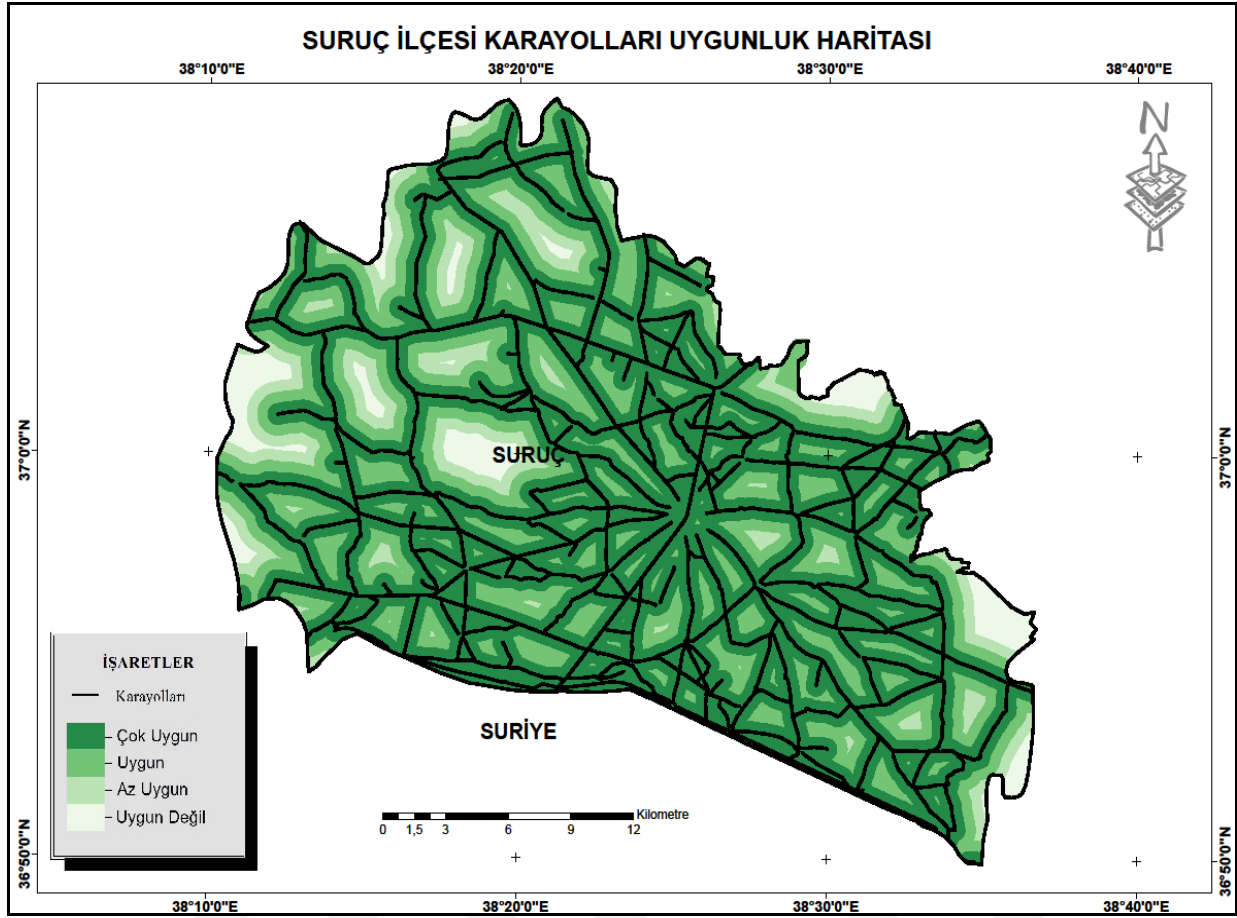 SURUÇ İLÇESİ KARAYOLLARI UYGUNLUK HARİTASI
38°10'0"E 38°20'0"E 38°30'0"E 38°40'0"E
N
37°0'0"N 37°0'0"N
SURUÇ
SURİYE
İŞARETLER
Karayolları
Çok Uygun
Uygun
Az Uygun
Uygun Değil
Kilometre
0 1,5 3 6 9 12
36°50'0"N 36°50'0"N
38°10'0"E 38°20'0"E 38°30'0"E 38°40'0"E